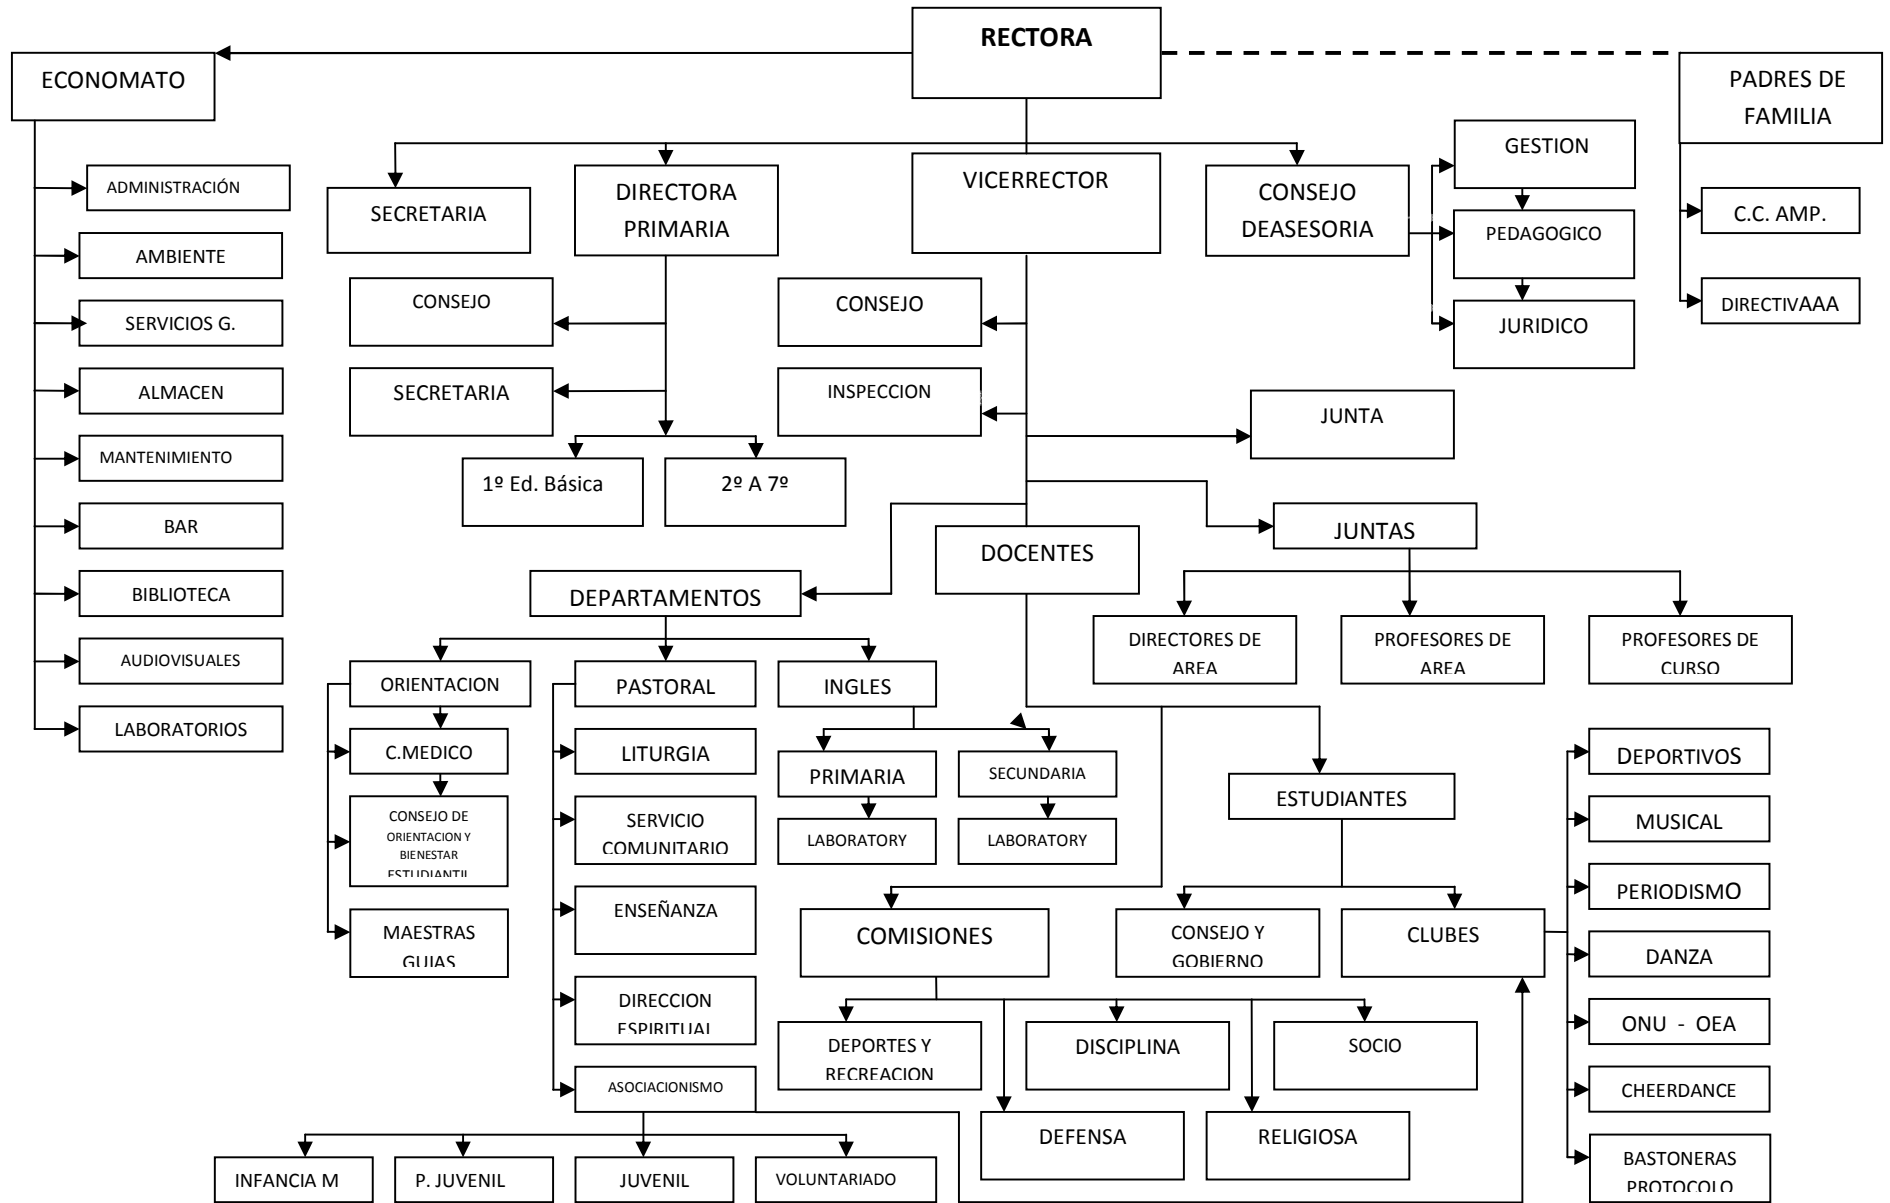 RECTORA
ECONOMATO
PADRES DE
FAMILIA
GESTION
VICERRECTOR
DIRECTORA
PRIMARIA
CONSEJO
DEASESORIA
SECRETARIA
ADMINISTRACIÓN
C.C. AMP.
PEDAGOGICO
AMBIENTE
CONSEJO
CONSEJO
DIRECTIVAAA
SERVICIOS G.
JURIDICO
ALMACEN
SECRETARIA
INSPECCION
JUNTA
MANTENIMIENTO
1º Ed. Básica
2º A 7º
BAR
JUNTAS
DOCENTES
BIBLIOTECA
DEPARTAMENTOS
DIRECTORES DE
AREA
PROFESORES DE
AREA
PROFESORES DE
CURSO
AUDIOVISUALES
ORIENTACION
PASTORAL
INGLES
LABORATORIOS
C.MEDICO
LITURGIA
PRIMARIA
SECUNDARIA
DEPORTIVOS
ESTUDIANTES
CONSEJO DE
ORIENTACION Y
BIENESTAR
ESTUDIANTIL
SERVICIO
COMUNITARIO
LABORATORY
LABORATORY
MUSICAL
PERIODISMO
ENSEÑANZA
MAESTRAS
GUIAS
COMISIONES
CONSEJO Y
GOBIERNO
CLUBES
DANZA
DIRECCION
ESPIRITUAL
DEPORTES Y
RECREACION
DISCIPLINA
SOCIO
ONU - OEA
ASOCIACIONISMO
CHEERDANCE
DEFENSA
RELIGIOSA
INFANCIA M
P. JUVENIL
JUVENIL
VOLUNTARIADO
BASTONERAS
PROTOCOLO